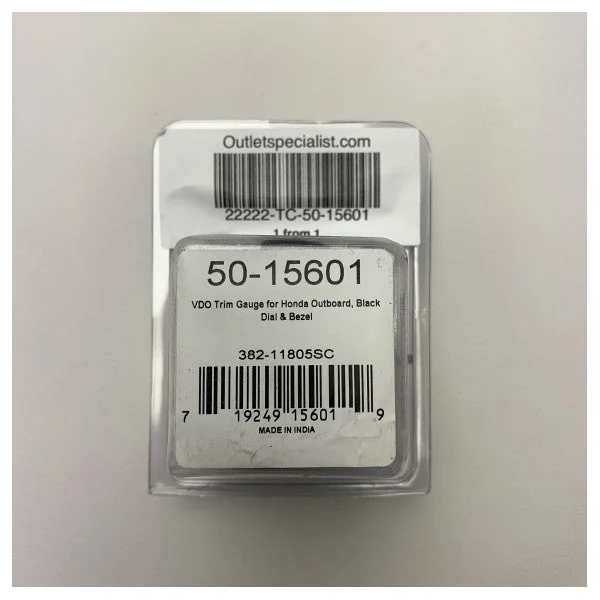 Outletspecialist.com
22222-TC-50-15601
1 from 1
50-15601
VDO Trim Gauge for Honda Outboard, Black
Dial & Bezel
382-11805SC
7 19249 15601 9
MADE IN INDIA